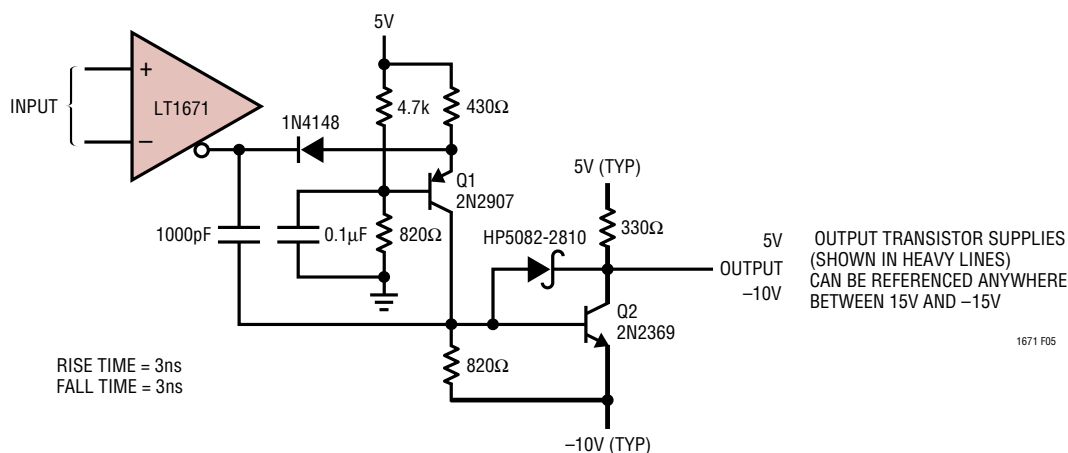 5V
+
INPUT
LT1671
−
1N4148
4.7k
430Ω
Q1
2N2907
1000pF
0.1µF
820Ω
HP5082-2810
5V (TYP)
330Ω
5V
OUTPUT
–10V
OUTPUT TRANSISTOR SUPPLIES
(SHOWN IN HEAVY LINES)
CAN BE REFERENCED ANYWHERE
BETWEEN 15V AND –15V
Q2
2N2369
1671 F05
820Ω
RISE TIME = 3ns
FALL TIME = 3ns
–10V (TYP)